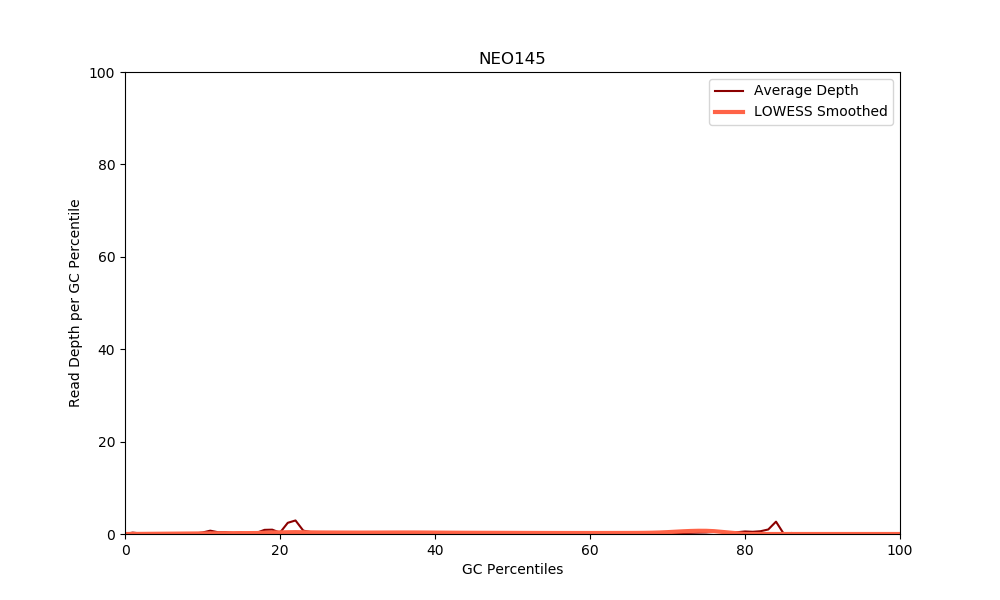 NEO145
Average Depth
LOWESS Smoothed
Read Depth per GC Percentile
100
80
60
40
20
0
0 20 40 60 80 100
GC Percentiles